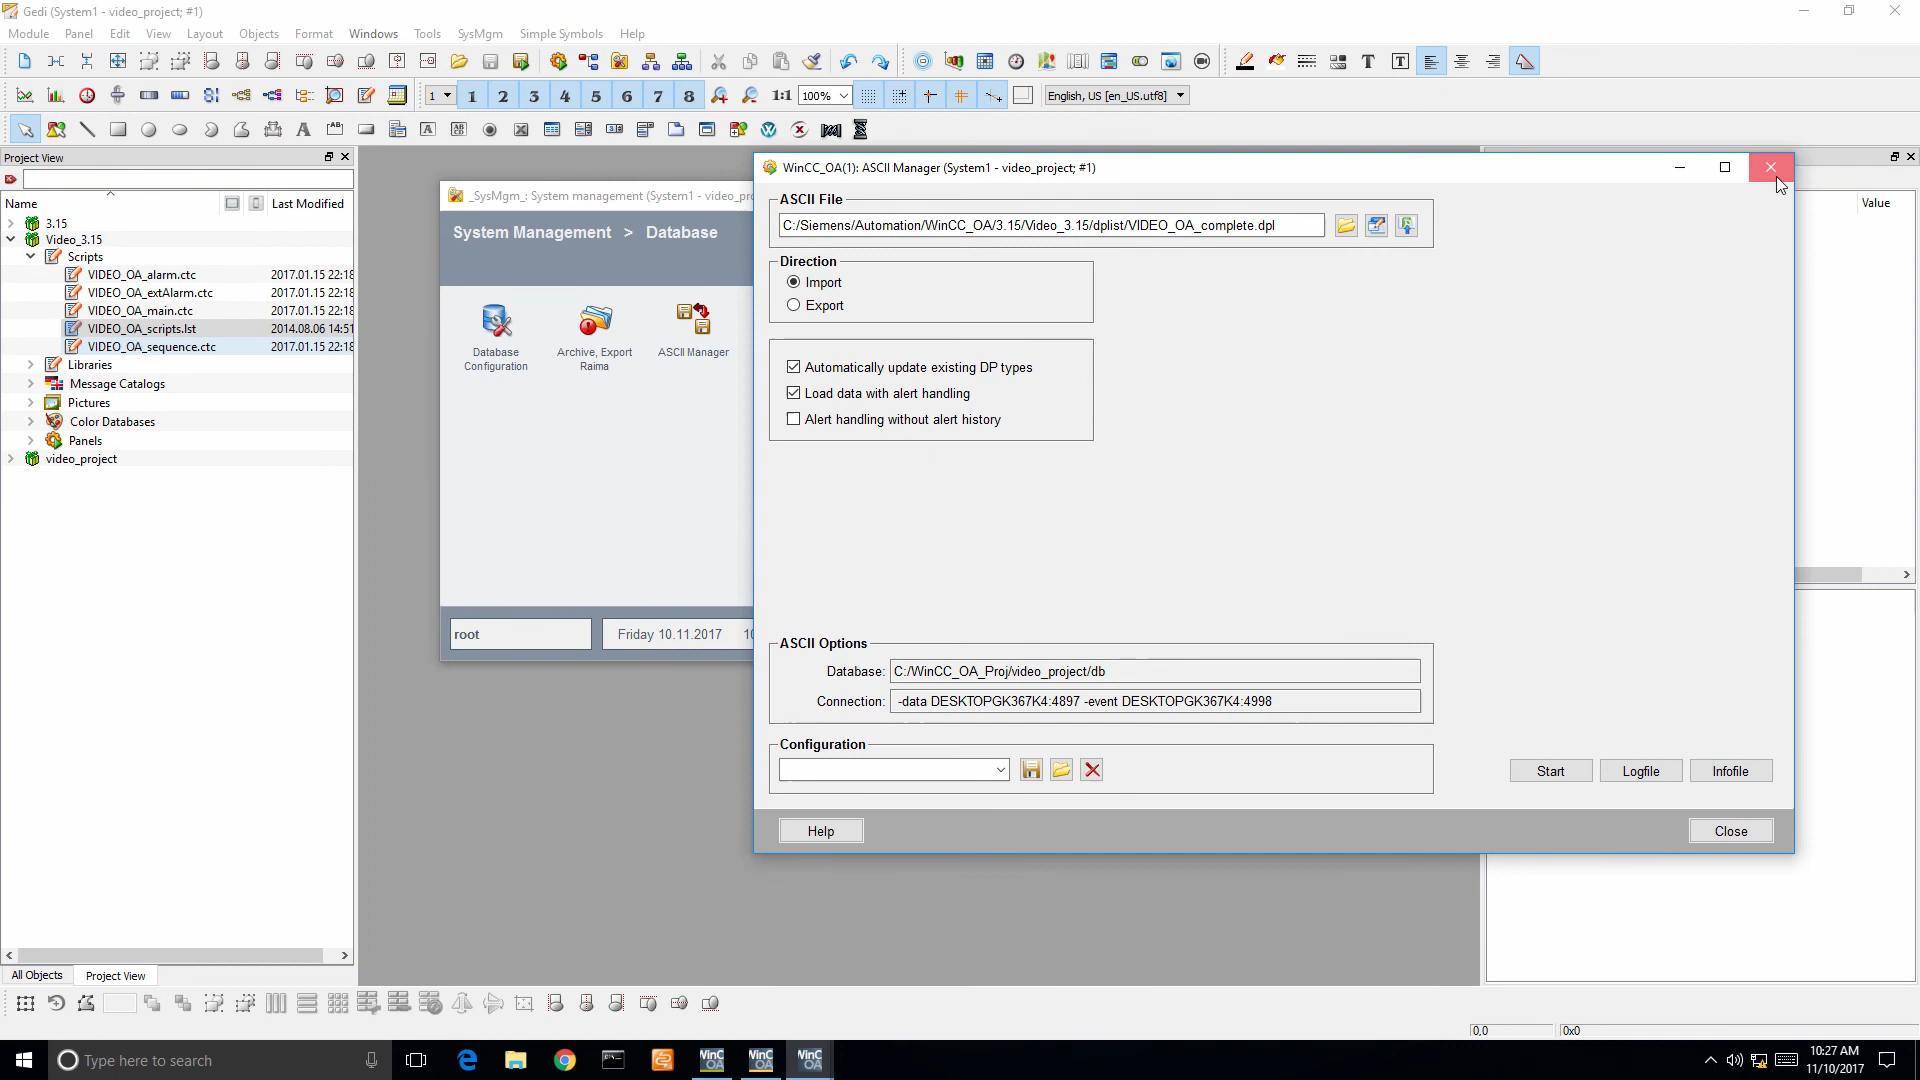 Gedi (System1 - video_project; #1)
Module Panel Edit View Layout Objects Format Windows Tools SysMgm Simple Symbols Help
1 1 2 3 4 5 6 7 8 1:1 100% English, US [en_US.utf8]
Project View
Name Last Modified
3.15
Video_3.15
Scripts
VIDEO_OA_alarm.ctc 2017.01.15 22:18
VIDEO_OA_extAlarm.ctc 2017.01.15 22:18
VIDEO_OA_main.ctc 2017.01.15 22:18
VIDEO_OA_scripts.lst 2014.08.06 14:51
VIDEO_OA_sequence.ctc 2017.01.15 22:18
Libraries
Message Catalogs
Pictures
Color Databases
Panels
video_project
All Objects Project View
_SysMgm_: System management (System1 - video_pro
System Management > Database
Database Configuration
Archive, Export Raima
ASCII Manager
root
Friday 10.11.2017 10
WinCC_OA(1): ASCII Manager (System1 - video_project; #1)
ASCII File
C:/Siemens/Automation/WinCC_OA/3.15/Video_3.15/dplist/VIDEO_OA_complete.dpl
Direction
Import
Export
Automatically update existing DP types
Load data with alert handling
Alert handling without alert history
ASCII Options
Database: C:/WinCC_OA_Proj/video_project/db
Connection: -data DESKTOPGK367K4:4897 -event DESKTOPGK367K4:4998
Configuration
Start Logfile Infofile
Help Close
Value
0,0 0x0
Type here to search
10:27 AM
11/10/2017